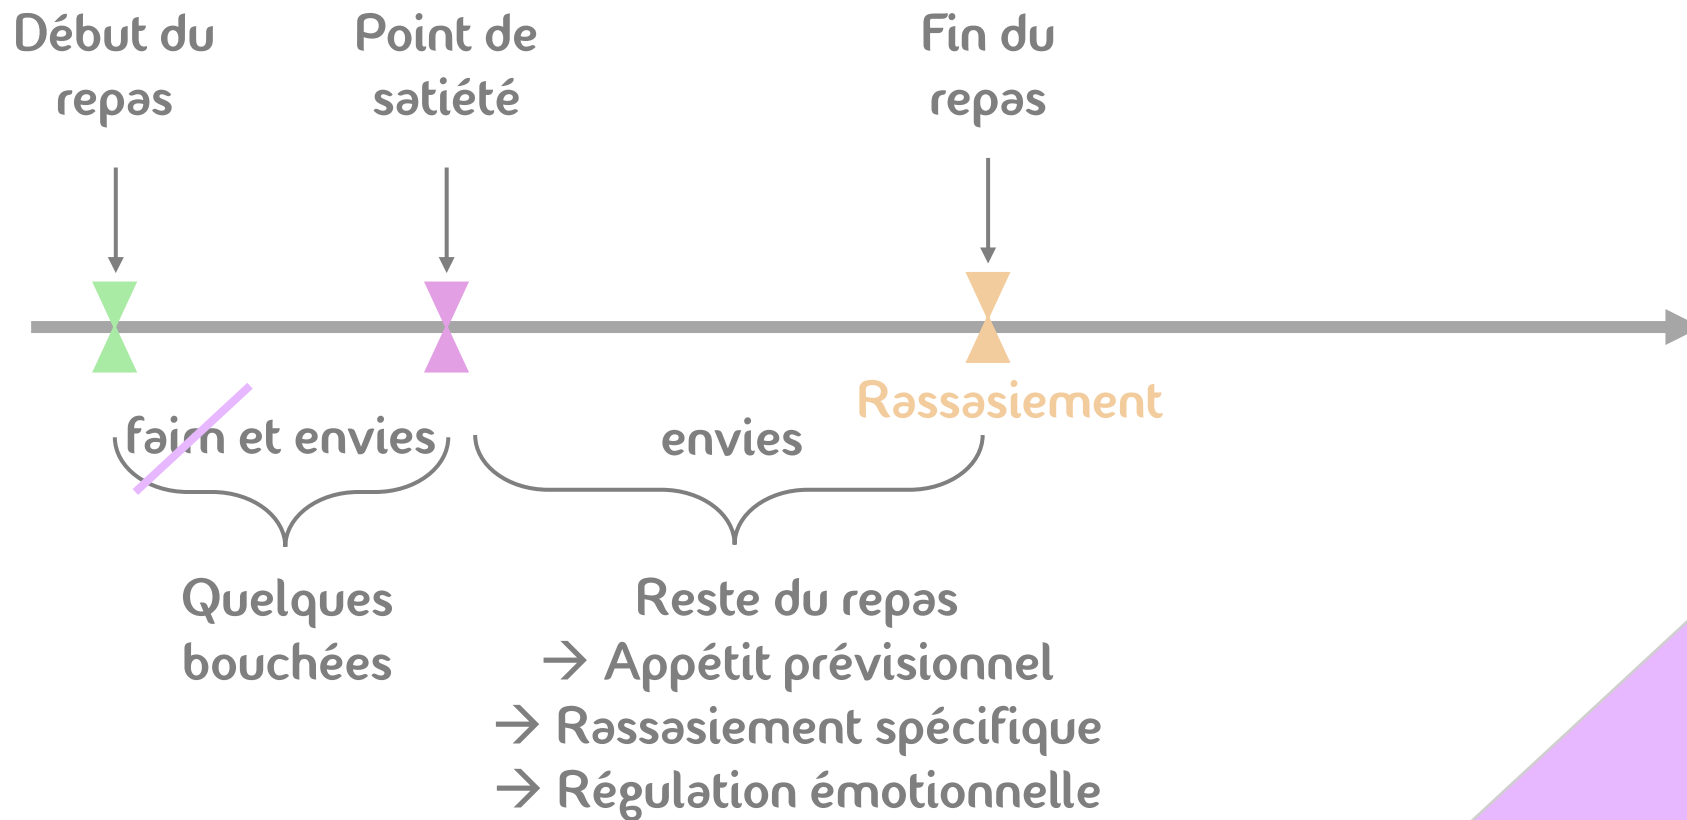 Début du
repas
Point de
satiété
Fin du
repas
Rassasiement
faim et envies
envies
Quelques
bouchées
Reste du repas
→ Appétit prévisionnel
→ Rassasiement spécifique
→ Régulation émotionnelle